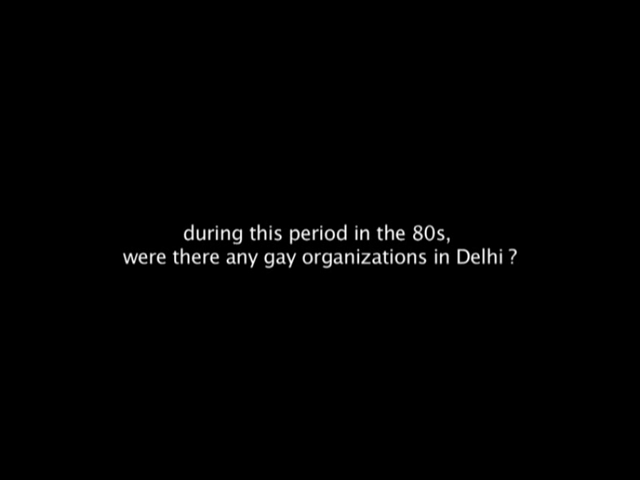 during this period in the 80s,
were there any gay organizations in Delhi ?